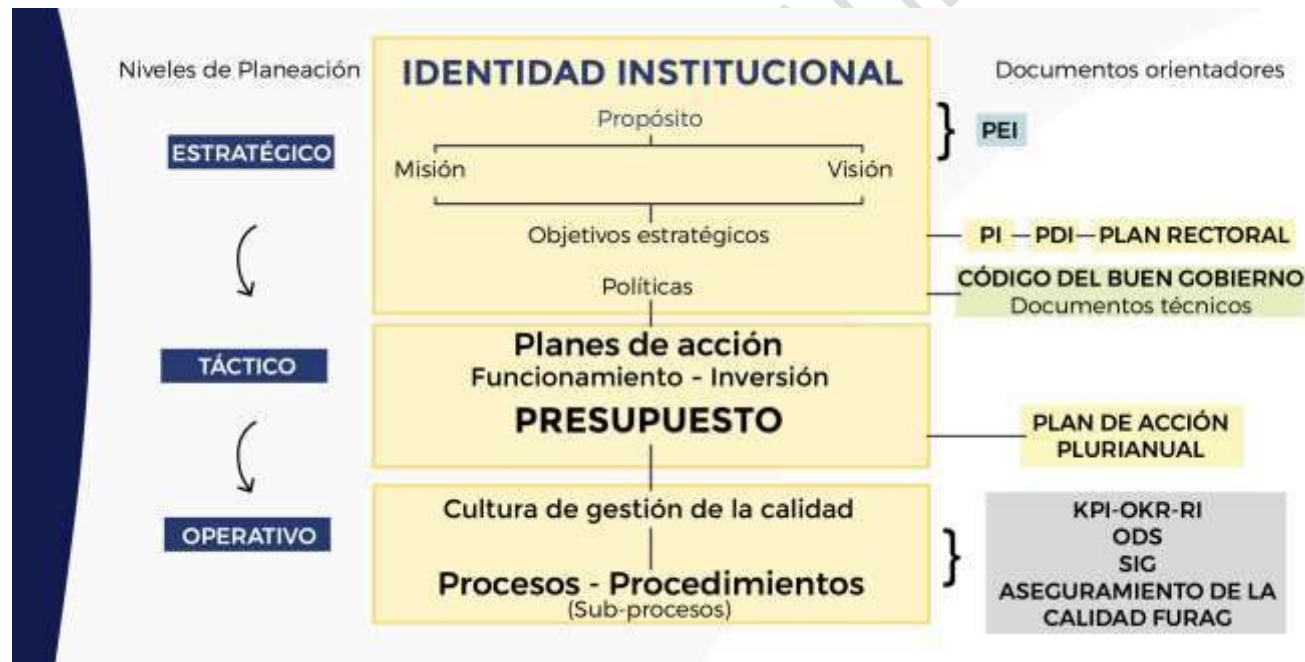 Niveles de Planeación
IDENTIDAD INSTITUCIONAL
Documentos orientadores
Propósito
PEI
ESTRATÉGICO
Misión
Visión
Objetivos estratégicos
PI – PDI – PLAN RECTORAL
Políticas
CÓDIGO DEL BUEN GOBIERNO
Documentos técnicos
TÁCTICO
Planes de acción
Funcionamiento - Inversión
PRESUPUESTO
PLAN DE ACCIÓN
PLURIANUAL
OPERATIVO
Cultura de gestión de la calidad
Procesos - Procedimientos
(Sub-procesos)
KPI-OKR-RI
ODS
SIG
ASEGURAMIENTO DE LA
CALIDAD FURAG